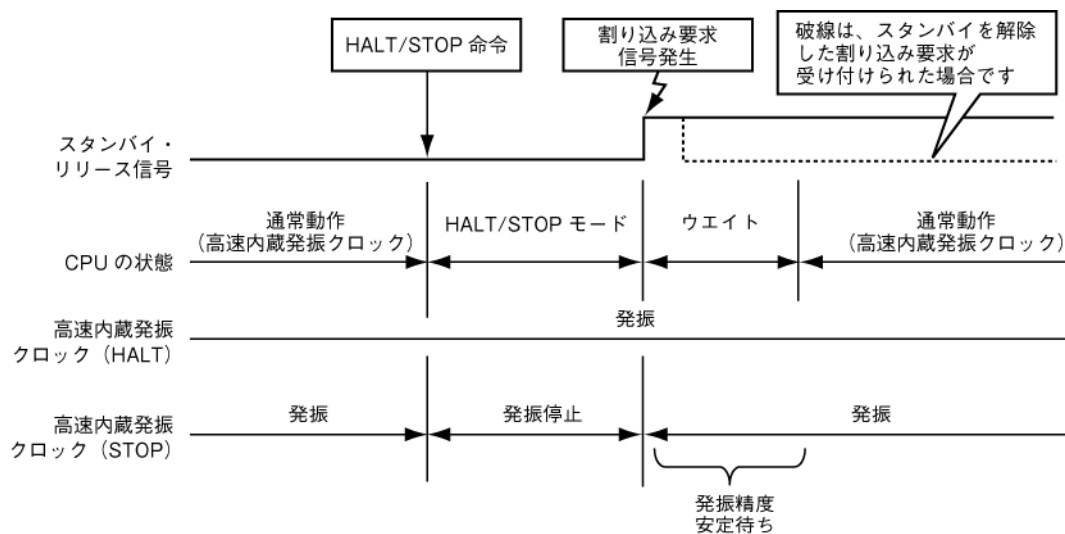 HALT/STOP 命令
割り込み要求
信号発生
破線は、スタンバイを解除
した割り込み要求が
受け付けられた場合です
スタンバイ・
リリース信号
通常動作
(高速内蔵発振クロック)
HALT/STOP モード
ウエイト
通常動作
(高速内蔵発振クロック)
CPU の状態
発振
高速内蔵発振
クロック（HALT）
発振
発振停止
発振
高速内蔵発振
クロック（STOP）
発振精度
安定待ち